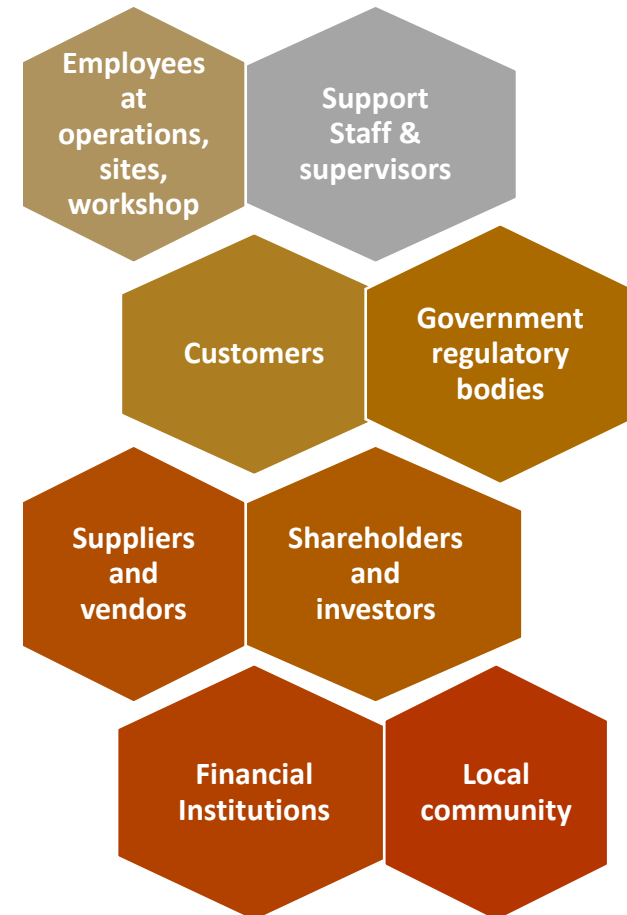 Employees
at
operations,
sites,
workshop
Support
Staff &
supervisors
Customers
Government
regulatory
bodies
Suppliers
and
vendors
Shareholders
and
investors
Financial
Institutions
Local
community